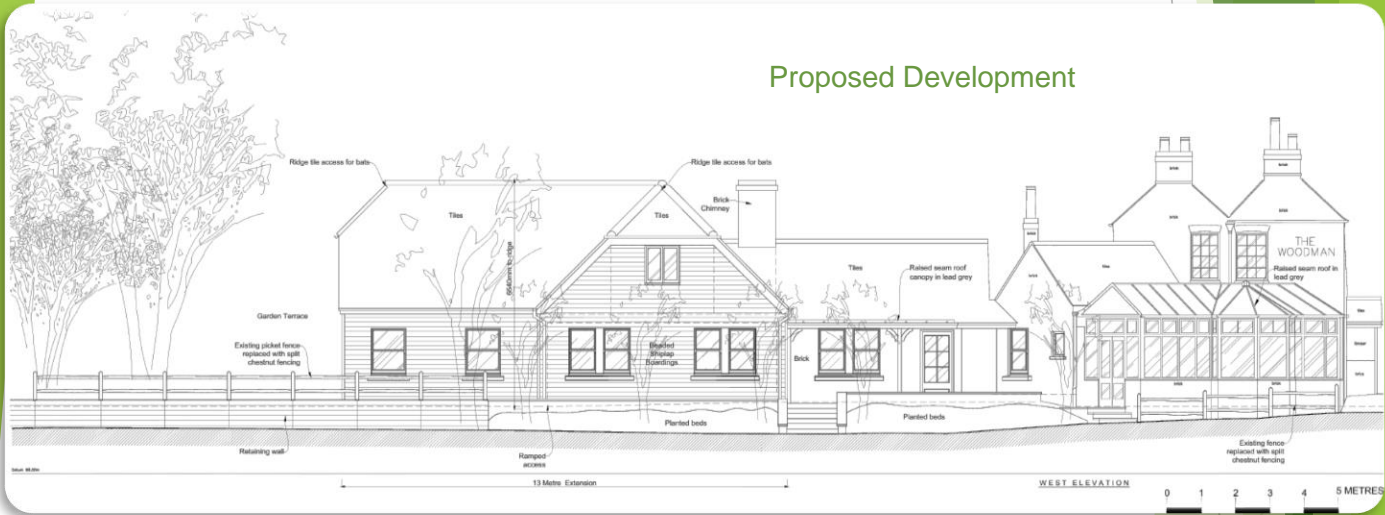 Proposed Development
Ridge tile access for bats
Ridge tile access for bats
Brick
Chimney
Tiles
Tiles
6540mm to ridge
THE
WOODMAN
Tiles
Raised seam roof
canopy in lead grey
Raised seam roof in
lead grey
Garden Terrace
Existing picket fence
replaced with split
chestnut fencing
Beaded
Shiplap
Boardings
Brick
Planted beds
Planted beds
Retaining wall
Ramped
access
Existing fence
replaced with split
chestnut fencing
13 Metre Extension
WEST ELEVATION
0 1 2 3 4 5 METRES